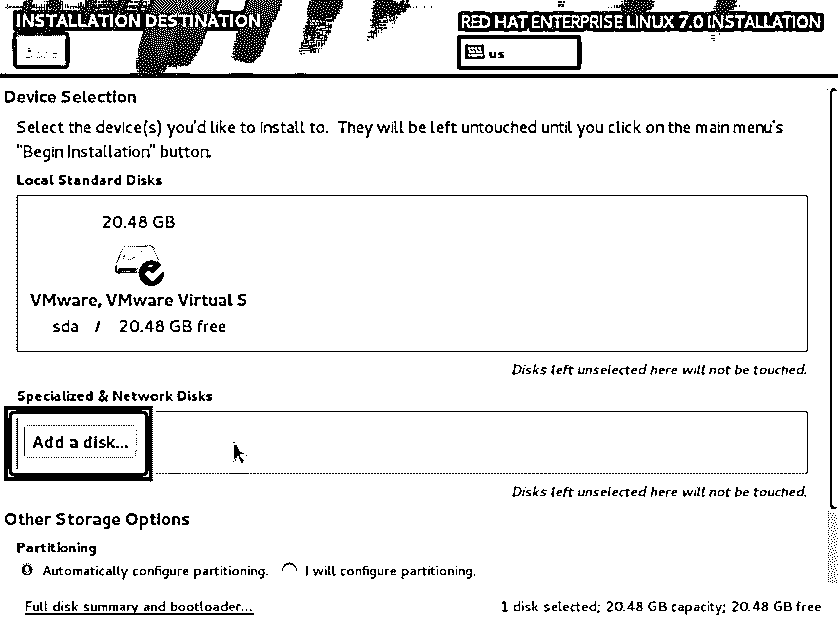 INSTALLATION DESTINATION
RED HAT ENTERPRISE LINUX 7.0 INSTALLATION
us
Device Selection
Select the device(s) you'd like to install to. They will be left untouched until you click on the main menu's
"Begin Installation" button.
Local Standard Disks
20.48 GB
VMware, VMware Virtual S
sda / 20.48 GB free
Disks left unselected here will not be touched.
Specialized & Network Disks
Add a disk...
Disks left unselected here will not be touched.
Other Storage Options
Partitioning
Automatically configure partitioning. I will configure partitioning.
Full disk summary and bootloader... 1 disk selected; 20.48 GB capacity; 20.48 GB free